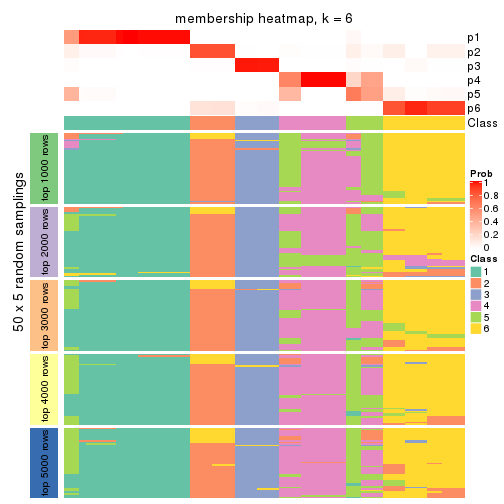 membership heatmap, k = 6
p1
p2
p3
p4
p5
p6
Class
50 x 5 random samplings
top 1000 rows
top 2000 rows
top 3000 rows
top 4000 rows
top 5000 rows
Prob
1
0.8
0.6
0.4
0.2
0
Class
1
2
3
4
5
6